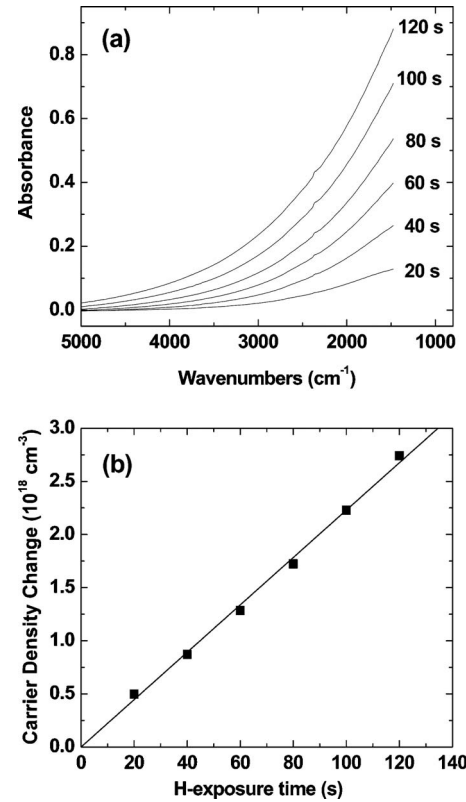 (a)
120 s
100 s
80 s
60 s
40 s
20 s
0.8
0.6
0.4
0.2
0.0
Absorbance
5000 4000 3000 2000 1000
Wavenumbers (cm⁻¹)
(b)
3.0
2.5
2.0
1.5
1.0
0.5
0.0
Carrier Density Change (10¹⁸ cm⁻³)
0 20 40 60 80 100 120 140
H-exposure time (s)